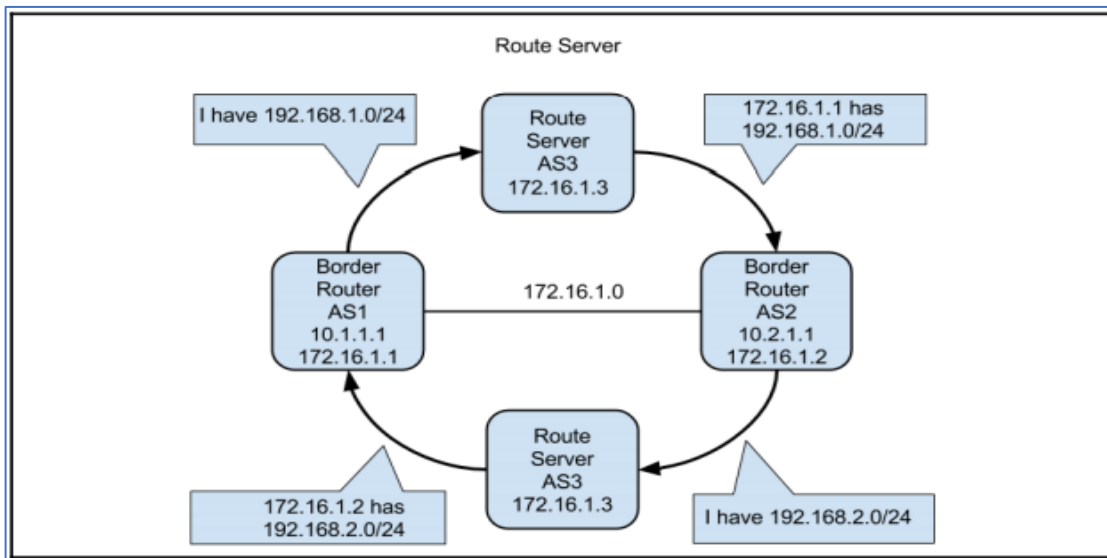 Route Server
I have 192.168.1.0/24
Route
Server
AS3
172.16.1.3
172.16.1.1 has
192.168.1.0/24
Border
Router
AS1
10.1.1.1
172.16.1.1
172.16.1.0
Border
Router
AS2
10.2.1.1
172.16.1.2
172.16.1.2 has
192.168.2.0/24
Route
Server
AS3
172.16.1.3
I have 192.168.2.0/24